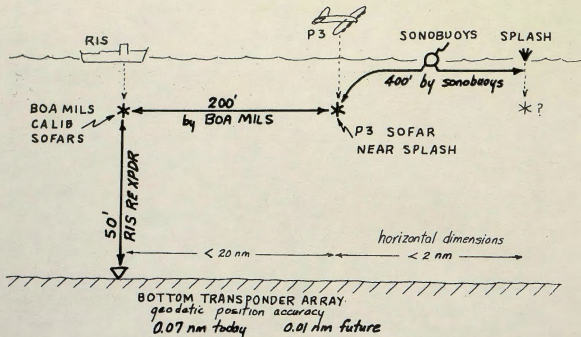 RIS
P3
SONOBUOYS
SPLASH
400' by sonobuoys
BOA MILS
CALIB
SOFARS
200'
by BOA MILS
?
P3 SOFAR
NEAR SPLASH
50'
RIS RE XPDR
horizontal dimensions
< 20 nm
< 2 nm
BOTTOM TRANSPONDER ARRAY
geodatic position accuracy
0.07 nm today 0.01 nm future